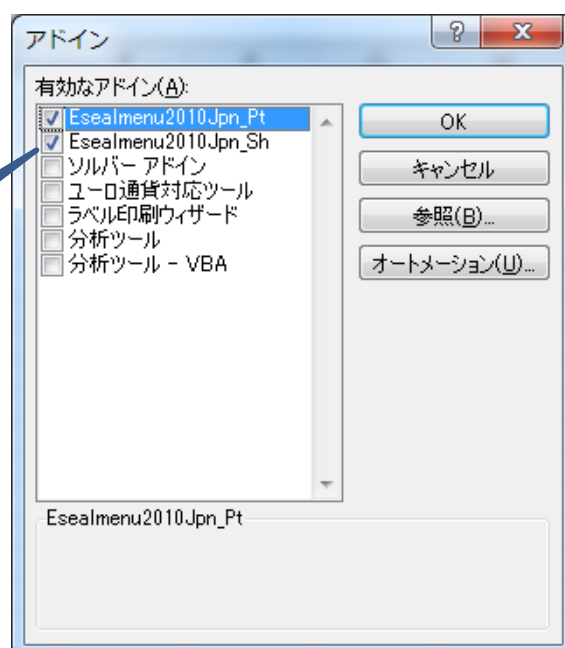 アドイン
有効なアドイン(A):
Esealmenu2010Jpn_Pt
Esealmenu2010Jpn_Sh
ソルバー アドイン
ユーロ通貨対応ツール
ラベル印刷ウィザード
分析ツール
分析ツール - VBA
OK
キャンセル
参照(B)...
オートメーション(U)...
Esealmenu2010Jpn_Pt